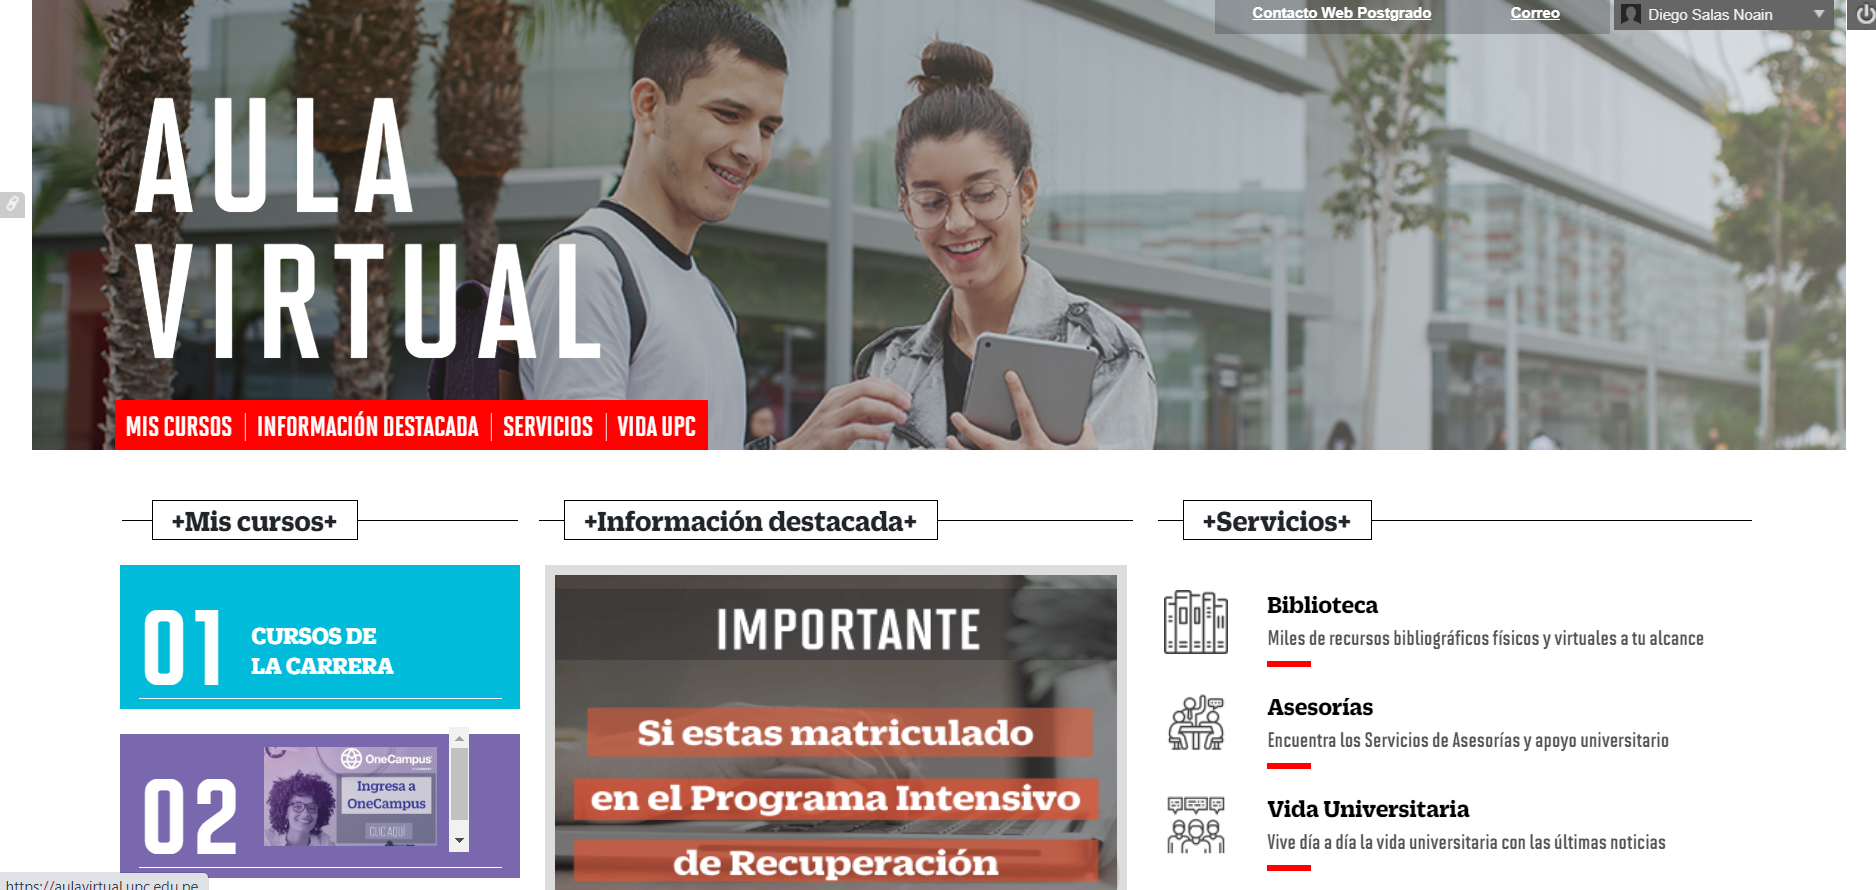 Contacto Web Postgrado
Correo
Diego Salas Noain
AULA
VIRTUAL
MIS CURSOS
INFORMACIÓN DESTACADA
SERVICIOS
VIDA UPC
+Mis cursos+
01
CURSOS DE
LA CARRERA
02
OneCampus
Ingresa a
OneCampus
CLIC AQUÍ
+Información destacada+
IMPORTANTE
Si estas matriculado
en el Programa Intensivo
de Recuperación
+Servicios+
Biblioteca
Miles de recursos bibliográficos físicos y virtuales a tu alcance
Asesorías
Encuentra los Servicios de Asesorías y apoyo universitario
Vida Universitaria
Vive día a día la vida universitaria con las últimas noticias
https://aulavirtual.upc.edu.pe